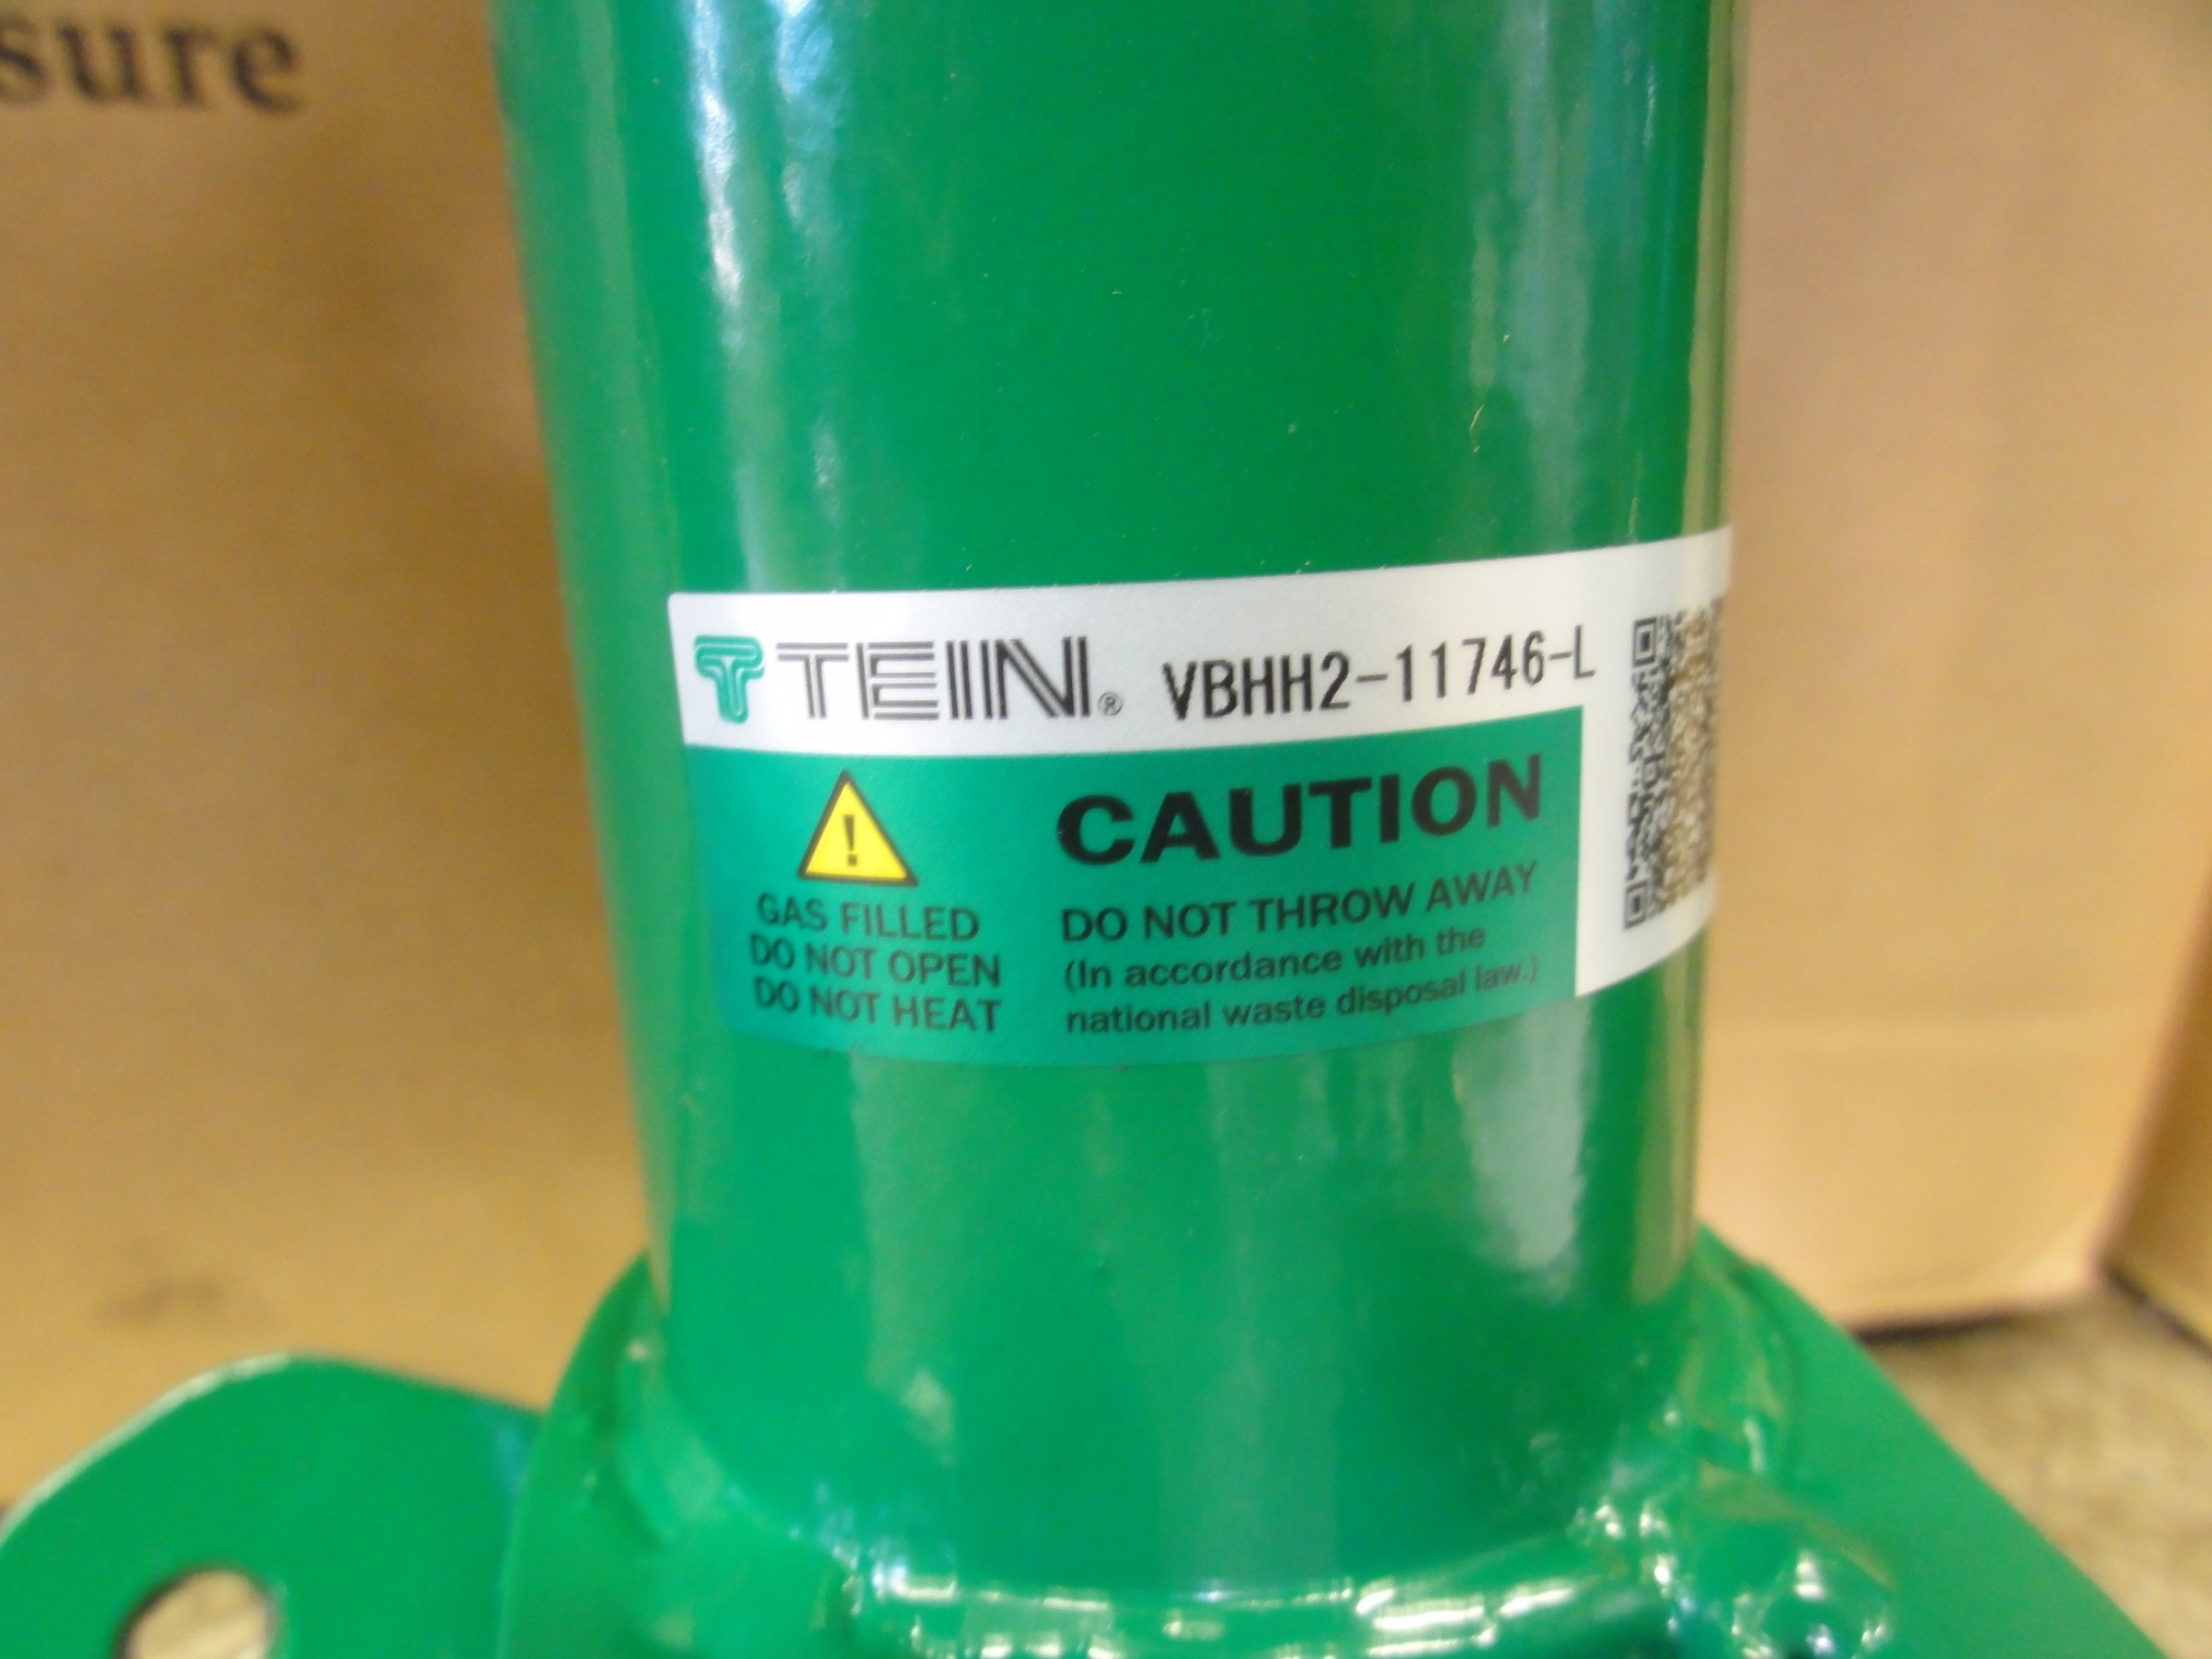 sure
TEIN® VBHH2-11746-L
CAUTION
GAS FILLED
DO NOT OPEN
DO NOT HEAT
DO NOT THROW AWAY
(In accordance with the
national waste disposal law.)